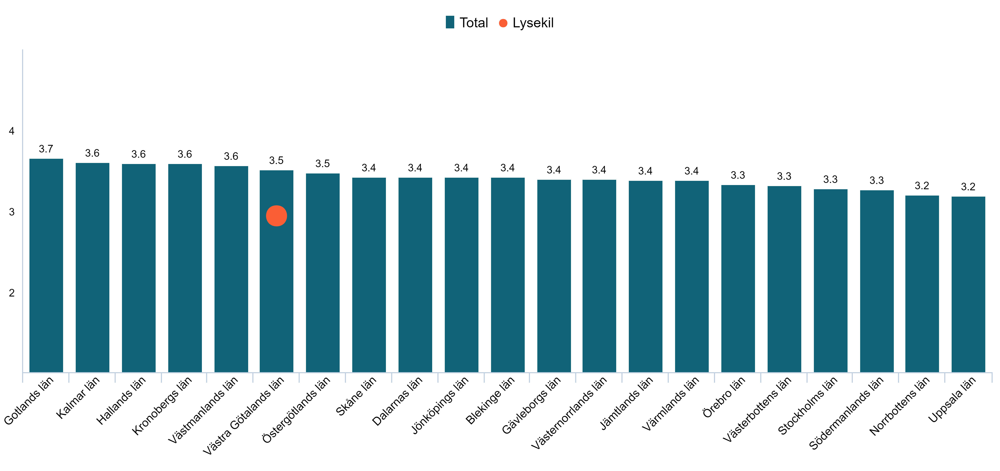 Total Lysekil
4
3
2
3.7 3.6 3.6 3.6 3.6 3.5 3.5 3.4 3.4 3.4 3.4 3.4 3.4 3.4 3.4 3.3 3.3 3.3 3.3 3.2 3.2
Gotlands län
Kalmar län
Hallands län
Kronobergs län
Västmanlands län
Västra Götalands län
Östergötlands län
Skåne län
Dalarnas län
Jönköpings län
Blekinge län
Gävleborgs län
Västernorrlands län
Jämtlands län
Värmlands län
Örebro län
Västerbottens län
Stockholms län
Södermanlands län
Norrbottens län
Uppsala län